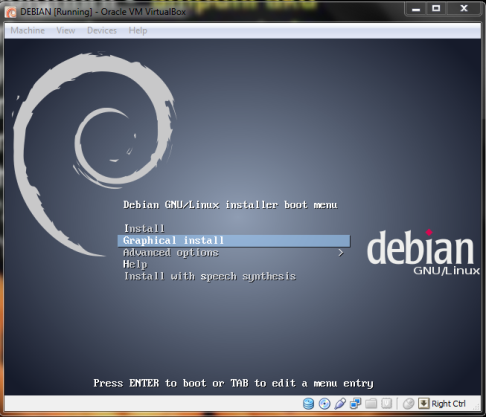 DEBIAN [Running] - Oracle VM VirtualBox
Machine View Devices Help
Debian GNU/Linux installer boot menu
Install
Graphical install
Advanced options >
Help
Install with speech synthesis
debian
GNU/Linux
Press ENTER to boot or TAB to edit a menu entry
Right Ctrl